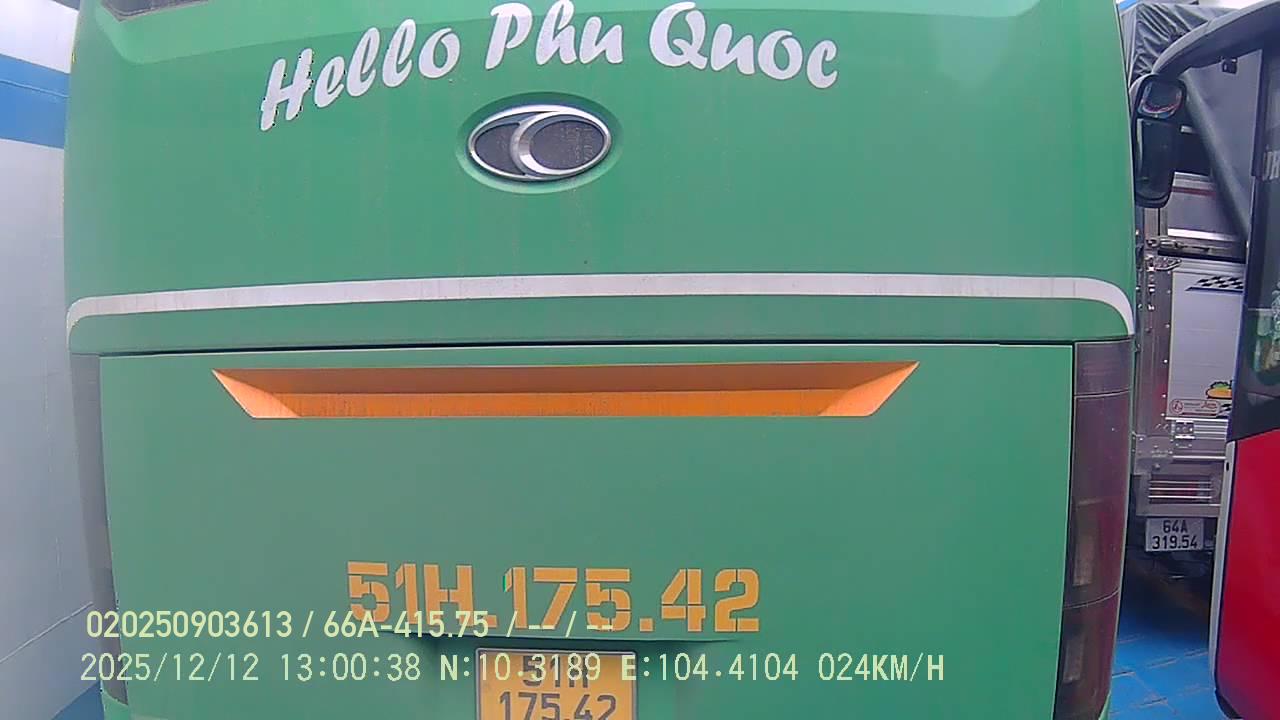 Hello Phu Quoc
64A
319.54
51H.175.42
020250903613 / 66A-415.75 / -- / --
2025/12/12 13:00:38 N:10.3189 E:104.4104 024KM/H
51H
175.42